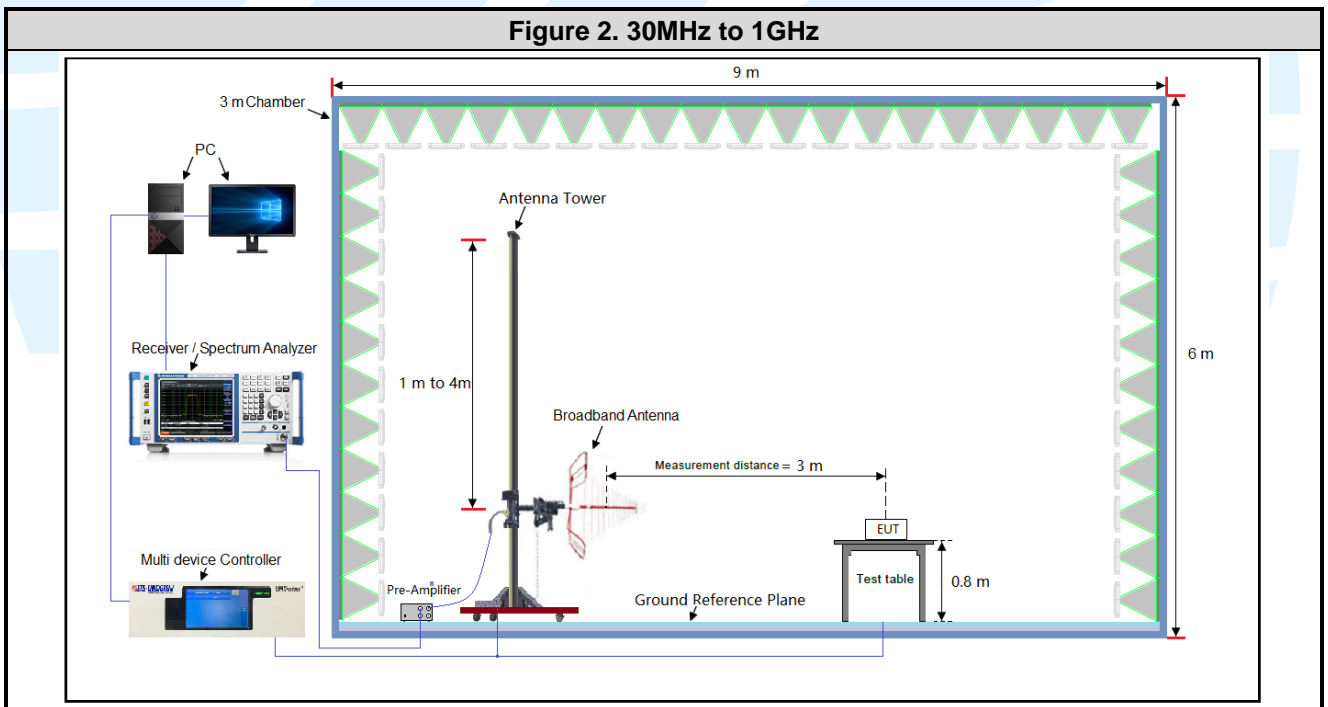 Figure 2. 30MHz to 1GHz
9 m
3 m Chamber
PC
Antenna Tower
Receiver / Spectrum Analyzer
6 m
1 m to 4m
Broadband Antenna
Measurement distance = 3 m
EUT
Multi device Controller
Test table
0.8 m
Pre-Amplifier
Ground Reference Plane